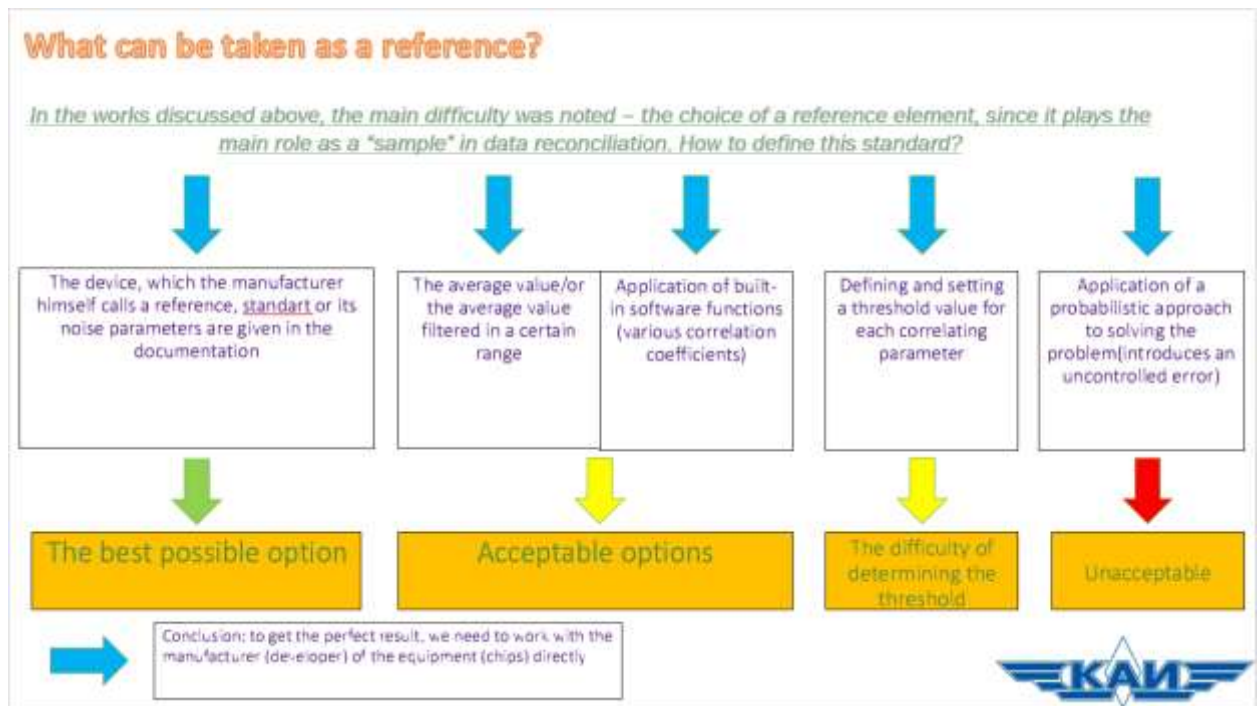 What can be taken as a reference?
In the works discussed above, the main difficulty was noted – the choice of a reference element, since it plays the
main role as a "sample" in data reconciliation. How to define this standard?
The device, which the manufacturer
himself calls a reference, standart or its
noise parameters are given in the
documentation
The average value/or
the average value
filtered in a certain
range
Application of built-
in software functions
(various correlation
coefficients)
Defining and setting
a threshold value for
each correlating
parameter
Application of a
probabilistic approach
to solving the
problem(introduces an
uncontrolled error)
The best possible option
Acceptable options
The difficulty of
determining the
threshold
Unacceptable
Conclusion: to get the perfect result, we need to work with the
manufacturer (developer) of the equipment (chips) directly
КАИ